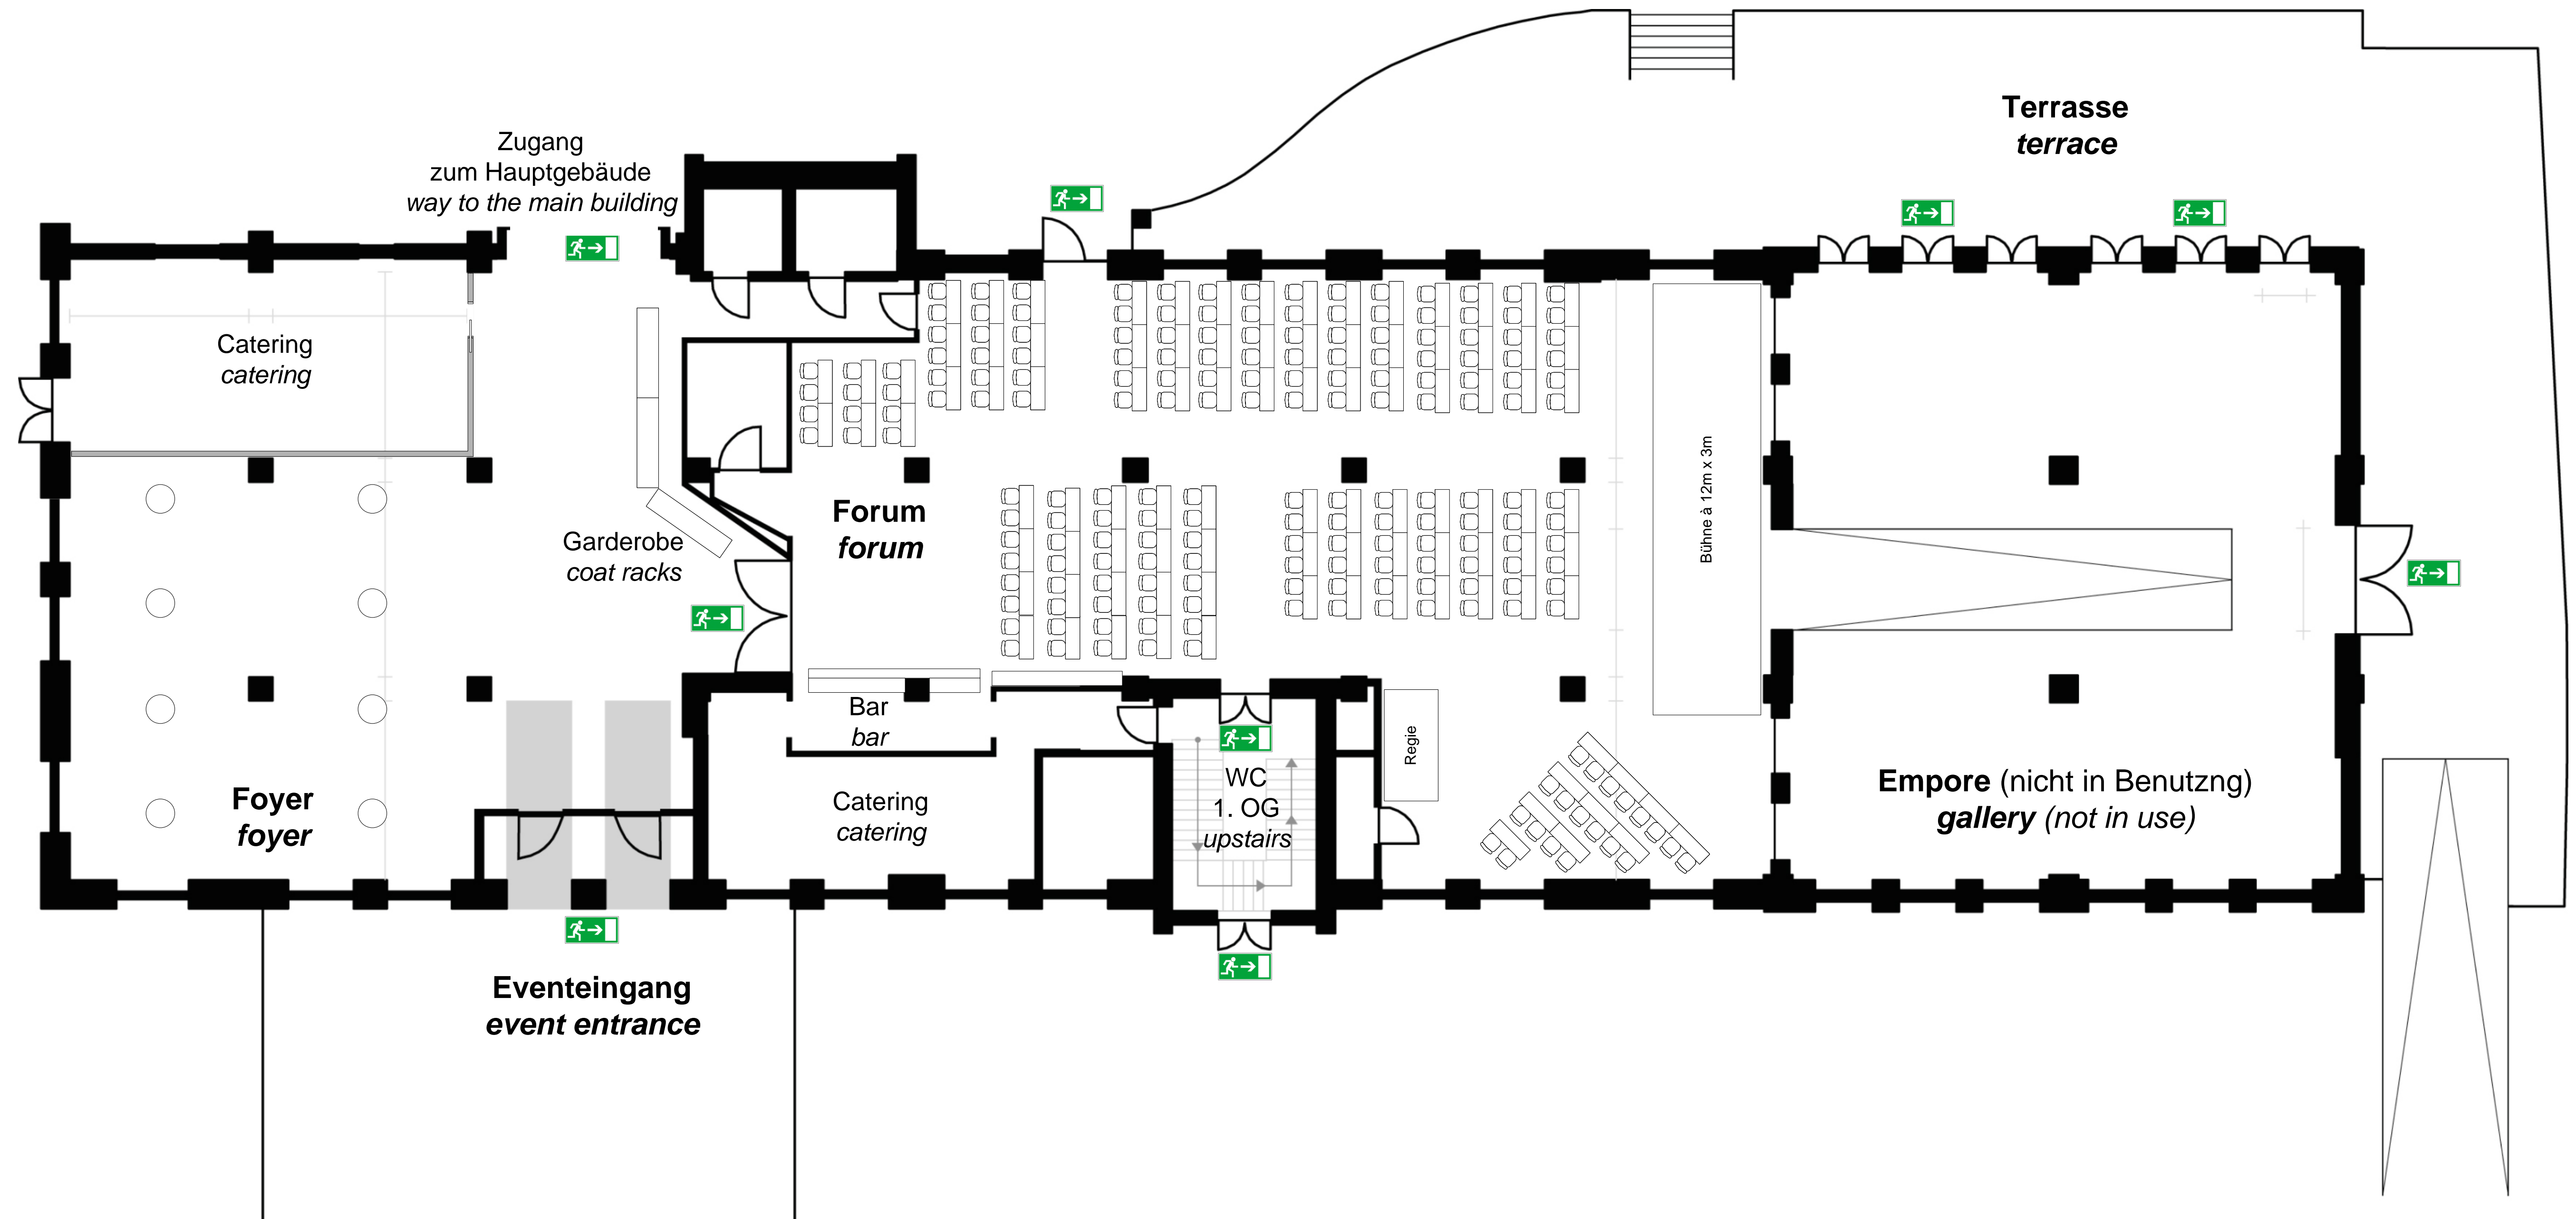 Terrasse
terrace
Zugang
zum Hauptgebäude
way to the main building
Catering
catering
Forum
forum
Garderobe
coat racks
Bühne à 12m x 3m
Bar
bar
Regie
Foyer
foyer
Catering
catering
WC
1. OG
upstairs
Empore (nicht in Benutzng)
gallery (not in use)
Eventeingang
event entrance